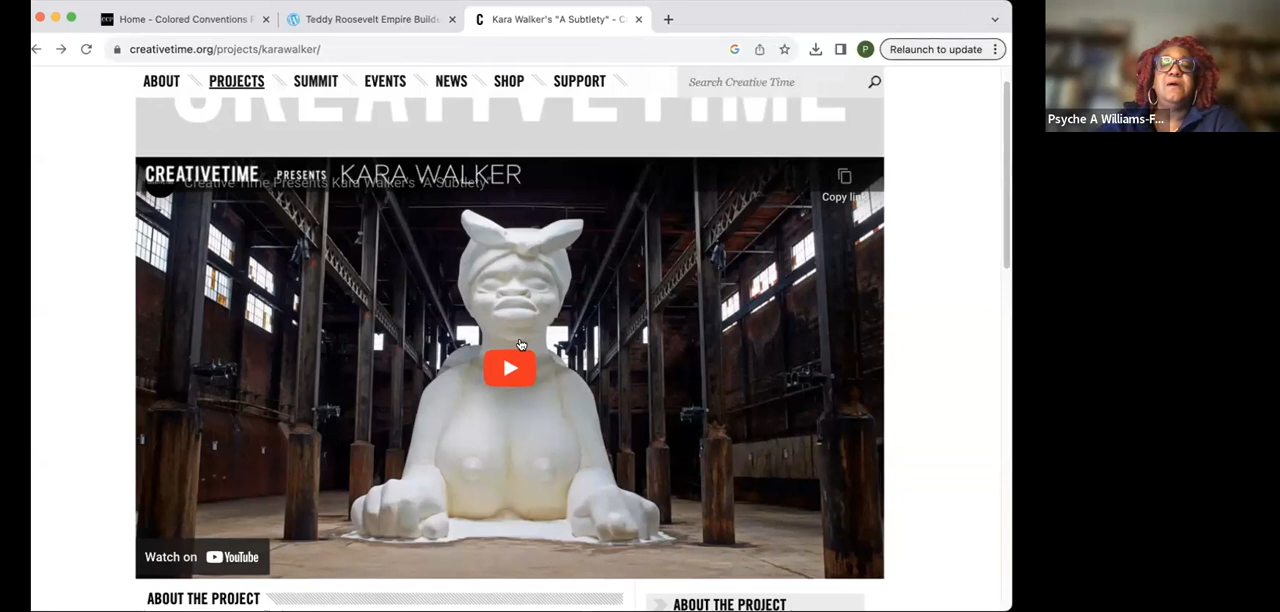 Home - Colored Conventions P
Teddy Roosevelt Empire Builde
Kara Walker's "A Subtlety" - C
creativetime.org/projects/karawalker/
Relaunch to update
P
ABOUT PROJECTS SUMMIT EVENTS NEWS SHOP SUPPORT
Search Creative Time
CREATIVETIME
CREATIVETIME PRESENTS KARA WALKER
Creative Time Presents Kara Walker's "A Subtlety"
Copy link
Watch on YouTube
ABOUT THE PROJECT
ABOUT THE PROJECT
Psyche A Williams-F...